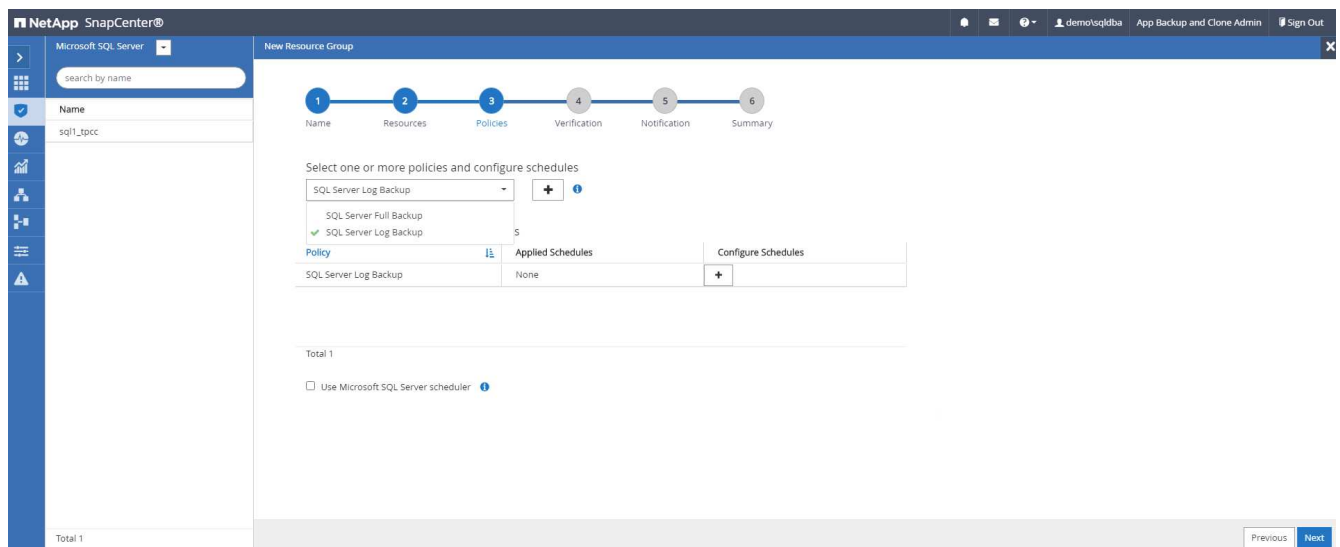 NetApp SnapCenter®
demo\sqldba App Backup and Clone Admin Sign Out
Microsoft SQL Server
New Resource Group
search by name
Name
sql1_tpcc
1 2 3 4 5 6
Name Resources Policies Verification Notification Summary
Select one or more policies and configure schedules
SQL Server Log Backup
SQL Server Full Backup
SQL Server Log Backup
s
Policy Applied Schedules Configure Schedules
SQL Server Log Backup None
Total 1
Use Microsoft SQL Server scheduler
Total 1
Previous Next